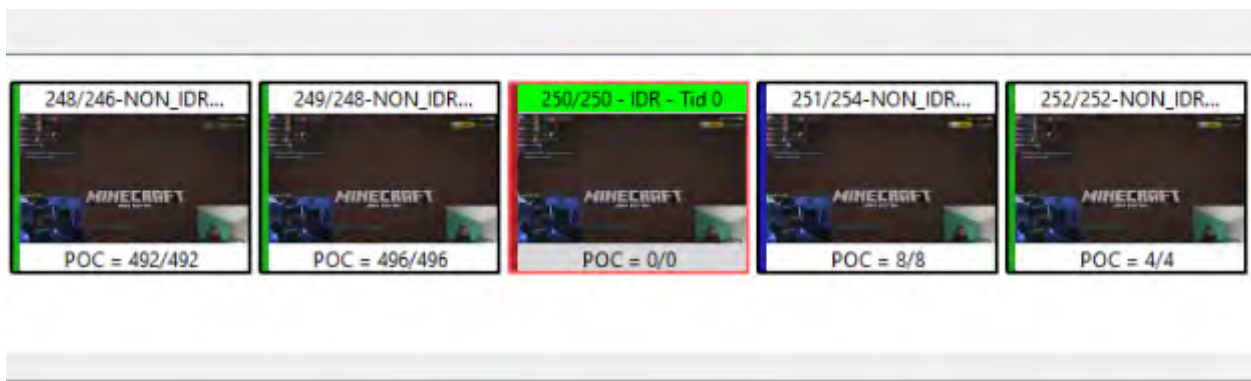 248/246-NON_IDR...
249/248-NON_IDR...
250/250 - IDR - Tid 0
251/254-NON_IDR...
252/252-NON_IDR...
MINECRAFT
MINECRAFT
MINECRAFT
MINECRAFT
MINECRAFT
POC = 492/492
POC = 496/496
POC = 0/0
POC = 8/8
POC = 4/4